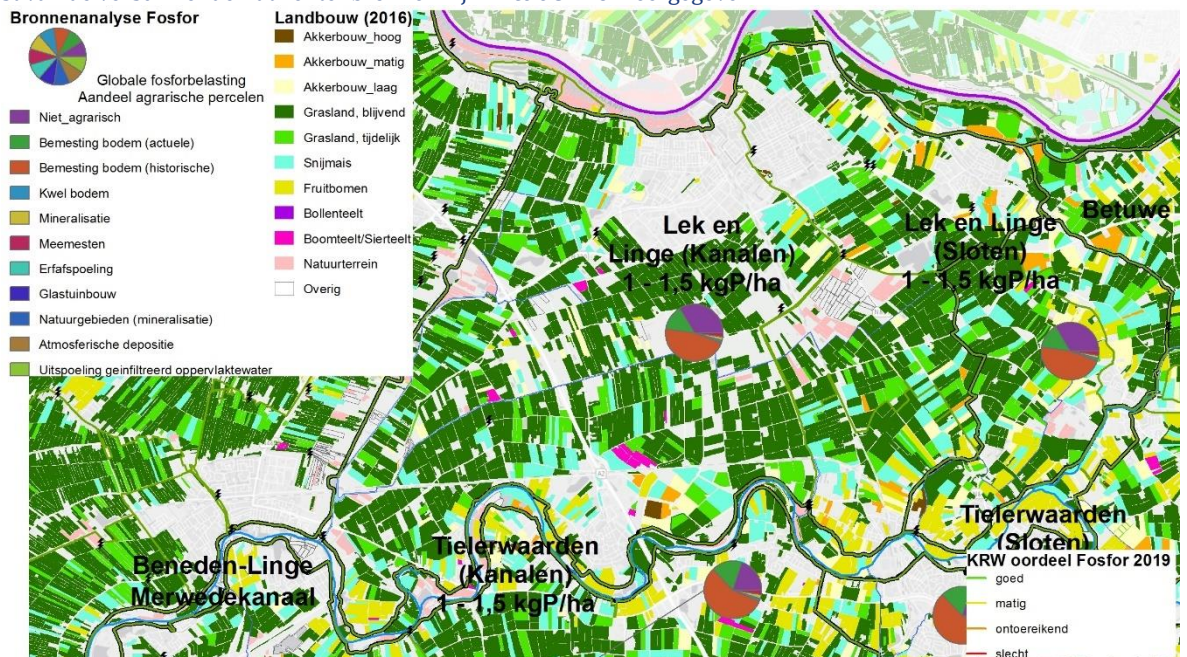 Bronnenanalyse Fosfor
Globale fosforbelasting
Aandeel agrarische percelen
Niet_agrarisch
Bemesting bodem (actuele)
Bemesting bodem (historische)
Kwel bodem
Mineralisatie
Meemesten
Erfafspoeling
Glastuinbouw
Natuurgebieden (mineralisatie)
Atmosferische depositie
Uitspoeling geinfiltreerd oppervlaktewater
Landbouw (2016)
Akkerbouw_hoog
Akkerbouw_matig
Akkerbouw_laag
Grasland, blijvend
Grasland, tijdelijk
Snijmais
Fruitbomen
Bollenteelt
Boomteelt/Sierteelt
Natuurterrein
Overig
Lek en
Linge (Kanalen)
1 - 1,5 kgP/ha
Lek en Linge
(Sloten)
1 - 1,5 kgP/ha
Betuwe
A2
Beneden-Linge
Merwedekanaal
Tielerwaarden
(Kanalen)
1 - 1,5 kgP/ha
Tielerwaarden
(Sloten)
KRW oordeel Fosfor 2019
goed
matig
ontoereikend
slecht